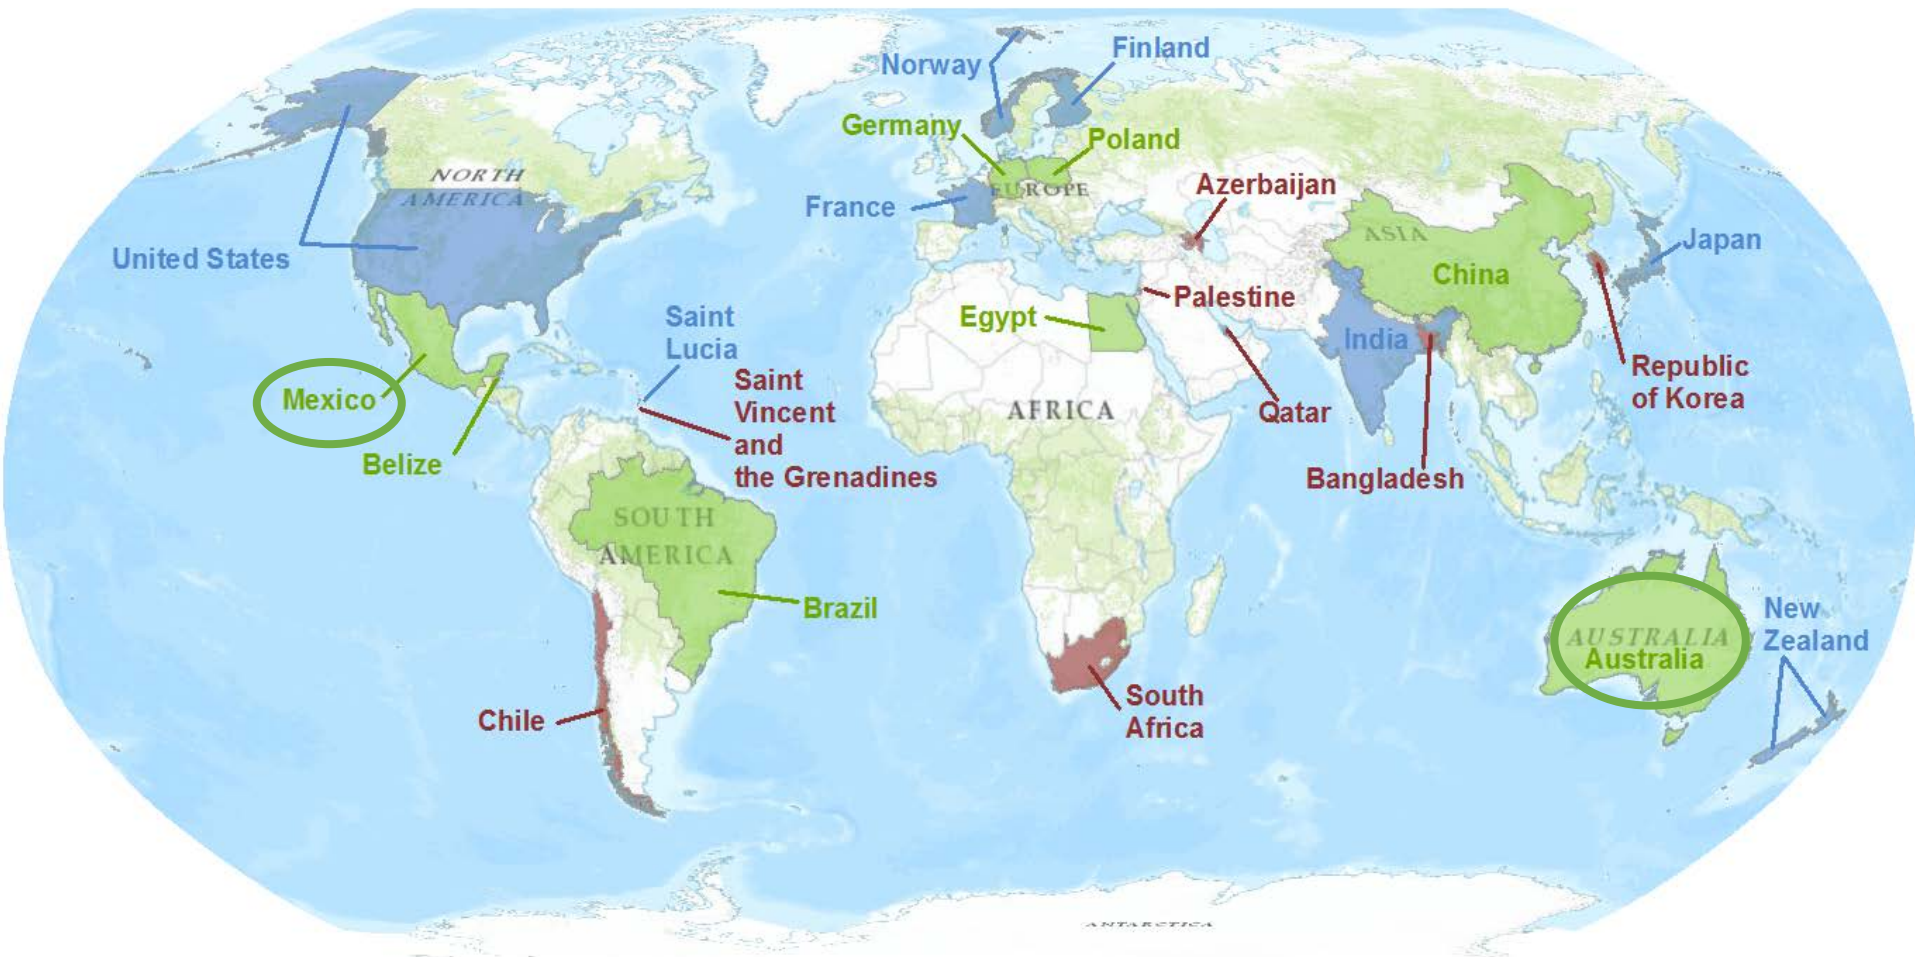 Norway
Finland
Germany
Poland
NORTH
AMERICA
EUROPE
Azerbaijan
France
ASIA
Japan
United States
China
Palestine
Egypt
Saint
Lucia
India
Republic
of Korea
Mexico
Saint
Vincent
and
the Grenadines
AFRICA
Qatar
Belize
Bangladesh
SOUTH
AMERICA
Brazil
New
Zealand
AUSTRALIA
Australia
South
Africa
Chile
ANTARCTICA